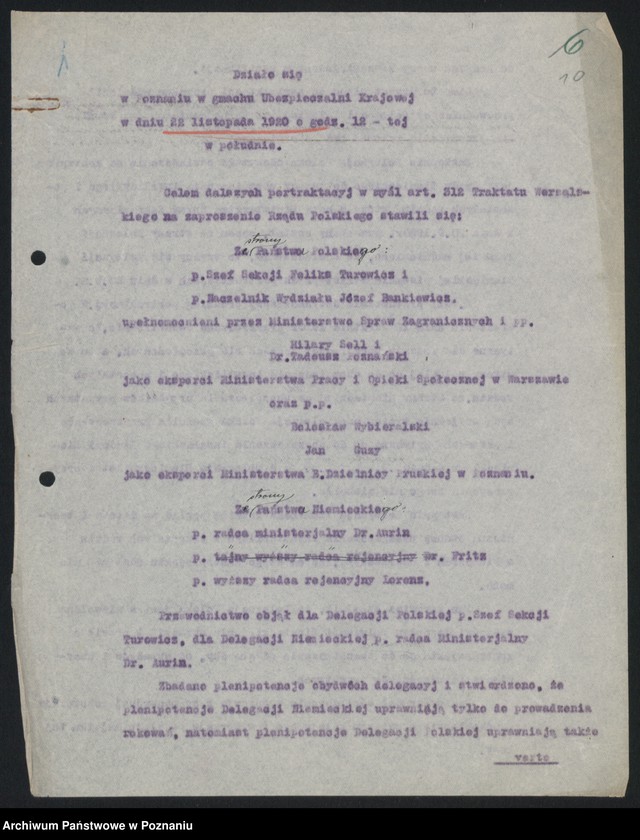 6
10
Działo się
w Poznaniu w gmachu Ubezpieczalni Krajowej
w dniu 22 listopada 1920 o godz. 12 - tej
w południe.
Celem dalszych portraktacyj w myśl art. 312 Traktatu Wersals-
kiego na zaproszenie Rządu Polskiego stawili się:
Ze strony Państwa Polskiego:
p.Szef Sekcji Feliks Turowicz i
p.Naczelnik Wydziału Józef Bankiewicz,
upełnomocnieni przez Ministerstwo Spraw Zagranicznych i pp.
Hilary Sell i
Dr.Tadeusz Poznański ,
jako eksperci Ministerstwa Pracy i Opieki Społecznej w Warszawie
oraz p.p.
Bolesław Wybieralski
Jan Guzy
jako eksperci Ministerstwa B.Dzielnicy Pruskiej w Poznaniu.
Ze strony Państwa Niemieckiego:
p. radca ministerjalny Dr.Aurin
p. tajny wyższy radca rejencyjny Dr. Fritz
p. wyższy radca rejencyjny Lorenz.
Przewodnictwo objął dla Delegacji Polskiej p.Szef Sekcji
Turowicz, dla Delegacji Niemieckiej p. radca Ministerjalny
Dr. Aurin.
Zbadano plenipotencje obydwóch delegacyj i stwierdzono, że
plenipotencje Delegacji Niemieckiej uprawniają tylko do prowadzenia
rokowań, natomiast plenipotencje Delegacji Polskiej uprawniają także
verte
Archiwum Państwowe w Poznaniu